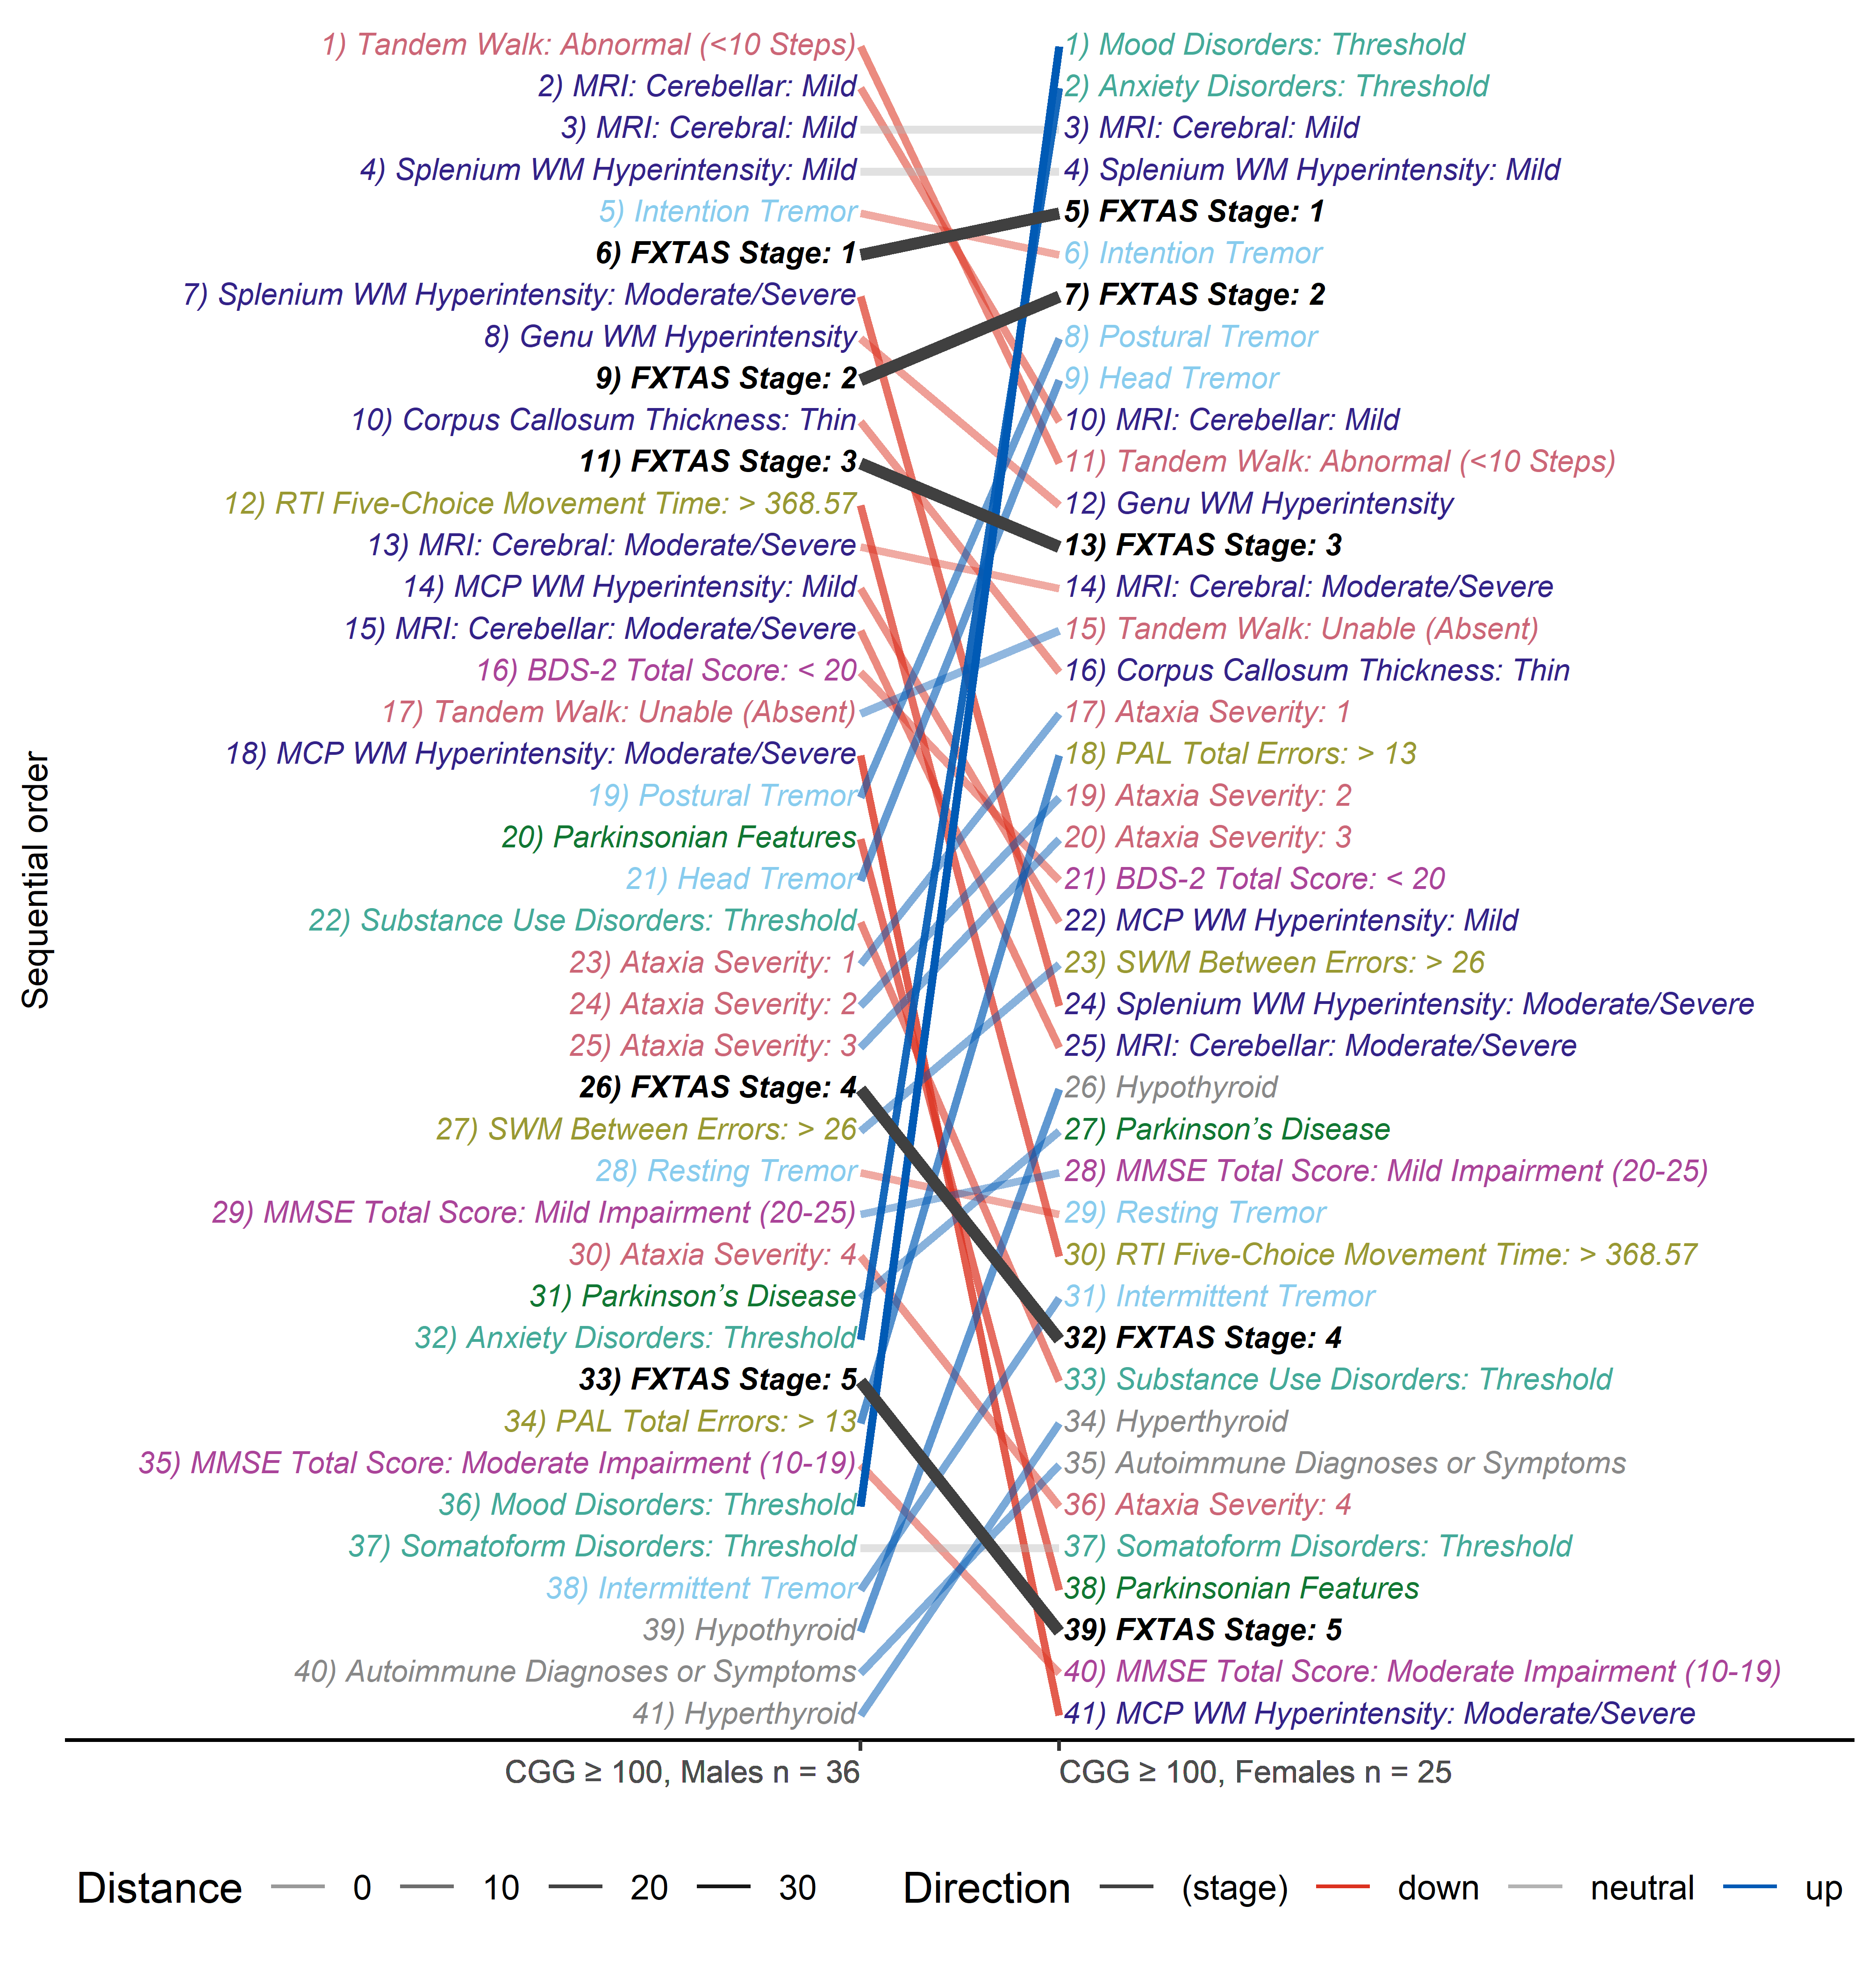 Sequential order
1) Tandem Walk: Abnormal (<10 Steps)
2) MRI: Cerebellar: Mild
3) MRI: Cerebral: Mild
4) Splenium WM Hyperintensity: Mild
5) Intention Tremor
6) FXTAS Stage: 1
7) Splenium WM Hyperintensity: Moderate/Severe
8) Genu WM Hyperintensity
9) FXTAS Stage: 2
10) Corpus Callosum Thickness: Thin
11) FXTAS Stage: 3
12) RTI Five-Choice Movement Time: > 368.57
13) MRI: Cerebral: Moderate/Severe
14) MCP WM Hyperintensity: Mild
15) MRI: Cerebellar: Moderate/Severe
16) BDS-2 Total Score: < 20
17) Tandem Walk: Unable (Absent)
18) MCP WM Hyperintensity: Moderate/Severe
19) Postural Tremor
20) Parkinsonian Features
21) Head Tremor
22) Substance Use Disorders: Threshold
23) Ataxia Severity: 1
24) Ataxia Severity: 2
25) Ataxia Severity: 3
26) FXTAS Stage: 4
27) SWM Between Errors: > 26
28) Resting Tremor
29) MMSE Total Score: Mild Impairment (20-25)
30) Ataxia Severity: 4
31) Parkinson's Disease
32) Anxiety Disorders: Threshold
33) FXTAS Stage: 5
34) PAL Total Errors: > 13
35) MMSE Total Score: Moderate Impairment (10-19)
36) Mood Disorders: Threshold
37) Somatoform Disorders: Threshold
38) Intermittent Tremor
39) Hypothyroid
40) Autoimmune Diagnoses or Symptoms
41) Hyperthyroid
1) Mood Disorders: Threshold
2) Anxiety Disorders: Threshold
3) MRI: Cerebral: Mild
4) Splenium WM Hyperintensity: Mild
5) FXTAS Stage: 1
6) Intention Tremor
7) FXTAS Stage: 2
8) Postural Tremor
9) Head Tremor
10) MRI: Cerebellar: Mild
11) Tandem Walk: Abnormal (<10 Steps)
12) Genu WM Hyperintensity
13) FXTAS Stage: 3
14) MRI: Cerebral: Moderate/Severe
15) Tandem Walk: Unable (Absent)
16) Corpus Callosum Thickness: Thin
17) Ataxia Severity: 1
18) PAL Total Errors: > 13
19) Ataxia Severity: 2
20) Ataxia Severity: 3
21) BDS-2 Total Score: < 20
22) MCP WM Hyperintensity: Mild
23) SWM Between Errors: > 26
24) Splenium WM Hyperintensity: Moderate/Severe
25) MRI: Cerebellar: Moderate/Severe
26) Hypothyroid
27) Parkinson's Disease
28) MMSE Total Score: Mild Impairment (20-25)
29) Resting Tremor
30) RTI Five-Choice Movement Time: > 368.57
31) Intermittent Tremor
32) FXTAS Stage: 4
33) Substance Use Disorders: Threshold
34) Hyperthyroid
35) Autoimmune Diagnoses or Symptoms
36) Ataxia Severity: 4
37) Somatoform Disorders: Threshold
38) Parkinsonian Features
39) FXTAS Stage: 5
40) MMSE Total Score: Moderate Impairment (10-19)
41) MCP WM Hyperintensity: Moderate/Severe
CGG ≥ 100, Males n = 36
CGG ≥ 100, Females n = 25
Distance 0 10 20 30
Direction (stage) down neutral up